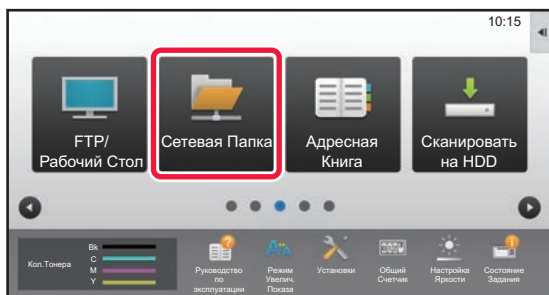 10:15
FTP/
Рабочий Стол
Сетевая Папка
Адресная
Книга
Сканировать
на HDD
Кол.Тонера
Bk
C
M
Y
Руководство
по
эксплуатации
Режим
Увелич.
Показа
Установки
Общий
Счетчик
Настройка
Яркости
Состояние
Задания